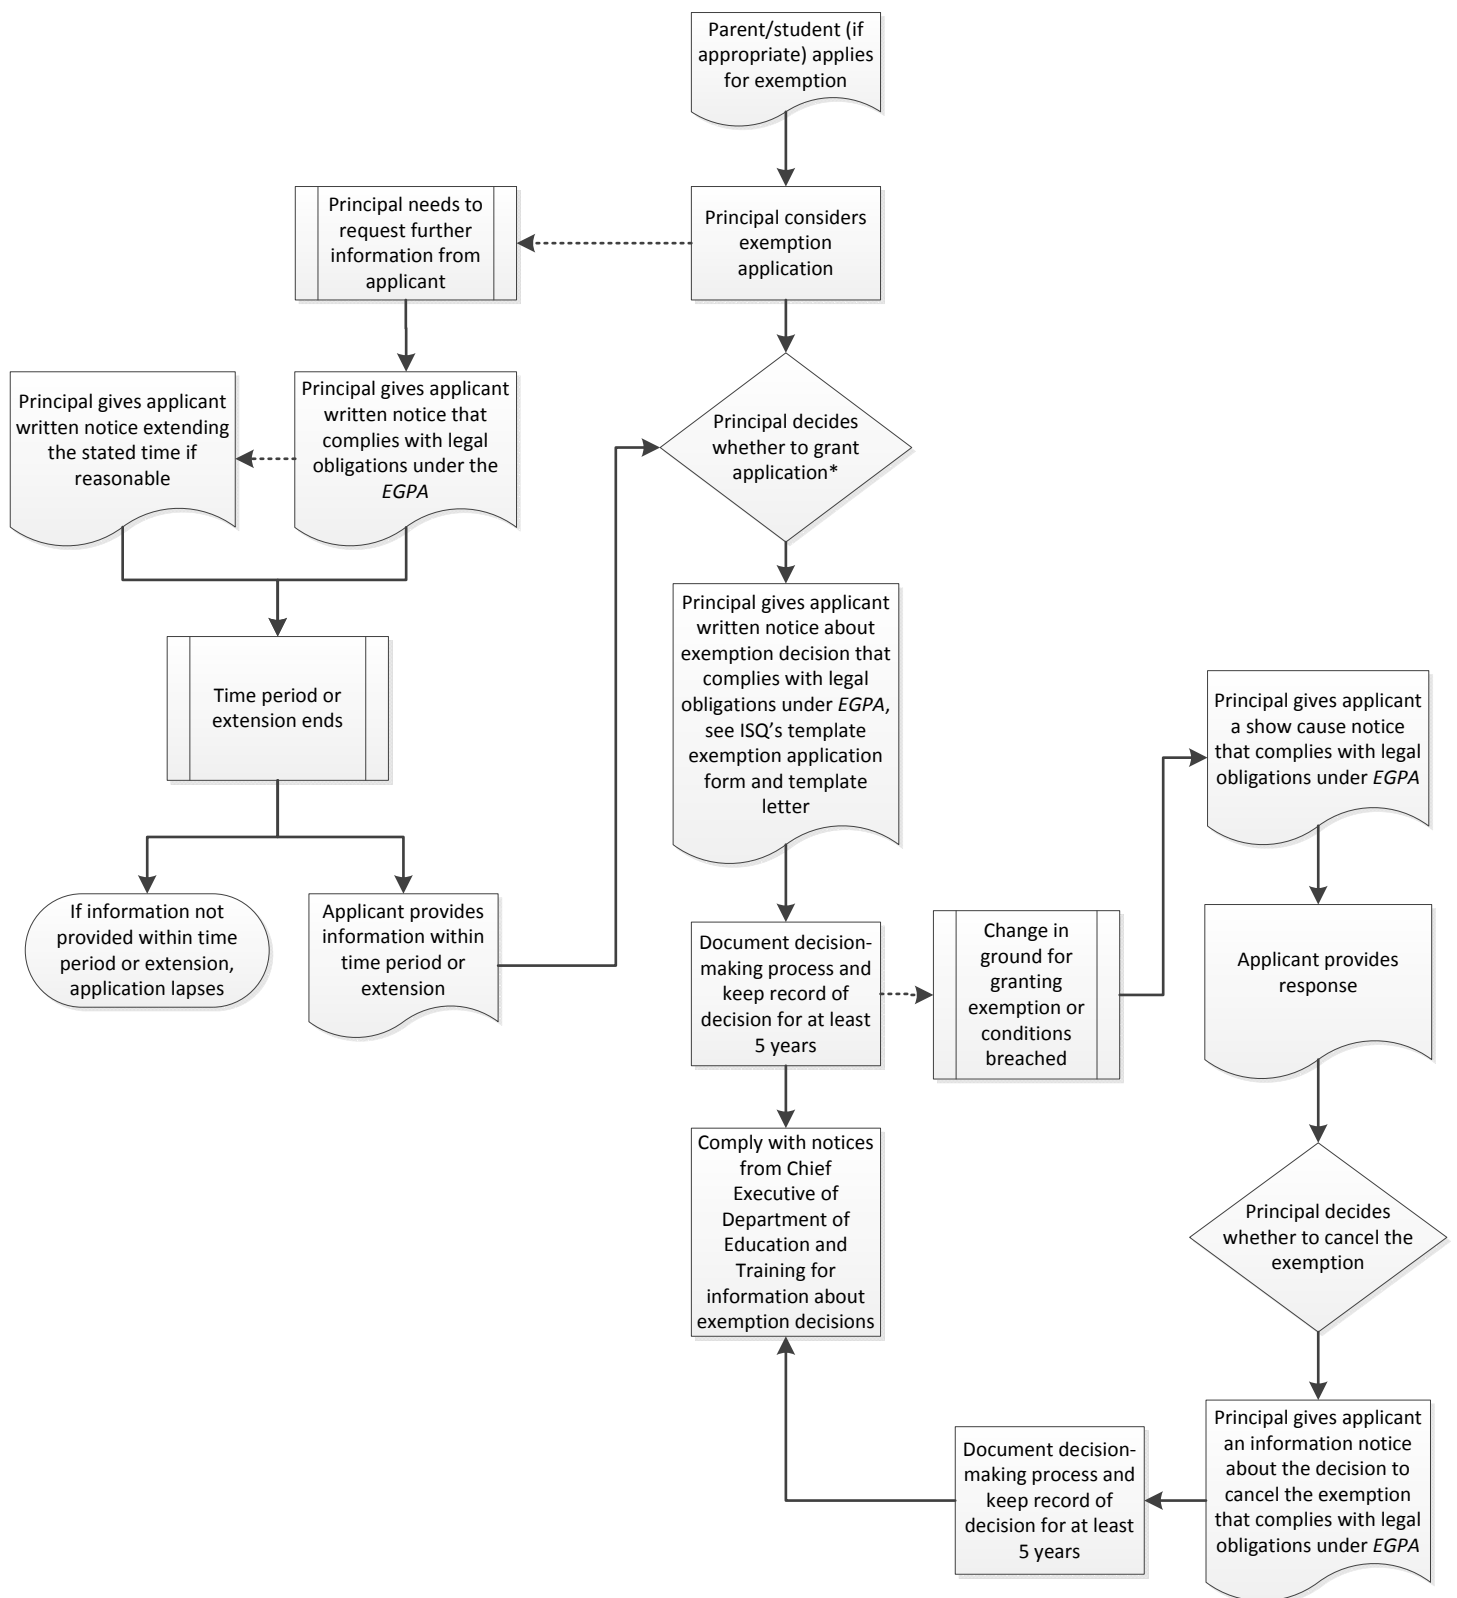 Parent/student (if
appropriate) applies
for exemption
Principal needs to
request further
information from
applicant
Principal considers
exemption
application
Principal gives applicant
written notice extending
the stated time if
reasonable
Principal gives applicant
written notice that
complies with legal
obligations under the
EGPA
Principal decides
whether to grant
application*
Time period or
extension ends
Principal gives applicant
written notice about
exemption decision that
complies with legal
obligations under EGPA,
see ISQ's template
exemption application
form and template
letter
Principal gives applicant
a show cause notice
that complies with legal
obligations under EGPA
If information not
provided within time
period or extension,
application lapses
Applicant provides
information within
time period or
extension
Document decision-
making process and
keep record of
decision for at least
5 years
Change in
ground for
granting
exemption or
conditions
breached
Applicant provides
response
Comply with notices
from Chief
Executive of
Department of
Education and
Training for
information about
exemption decisions
Principal decides
whether to cancel the
exemption
Document decision-
making process and
keep record of
decision for at least
5 years
Principal gives applicant
an information notice
about the decision to
cancel the exemption
that complies with legal
obligations under EGPA